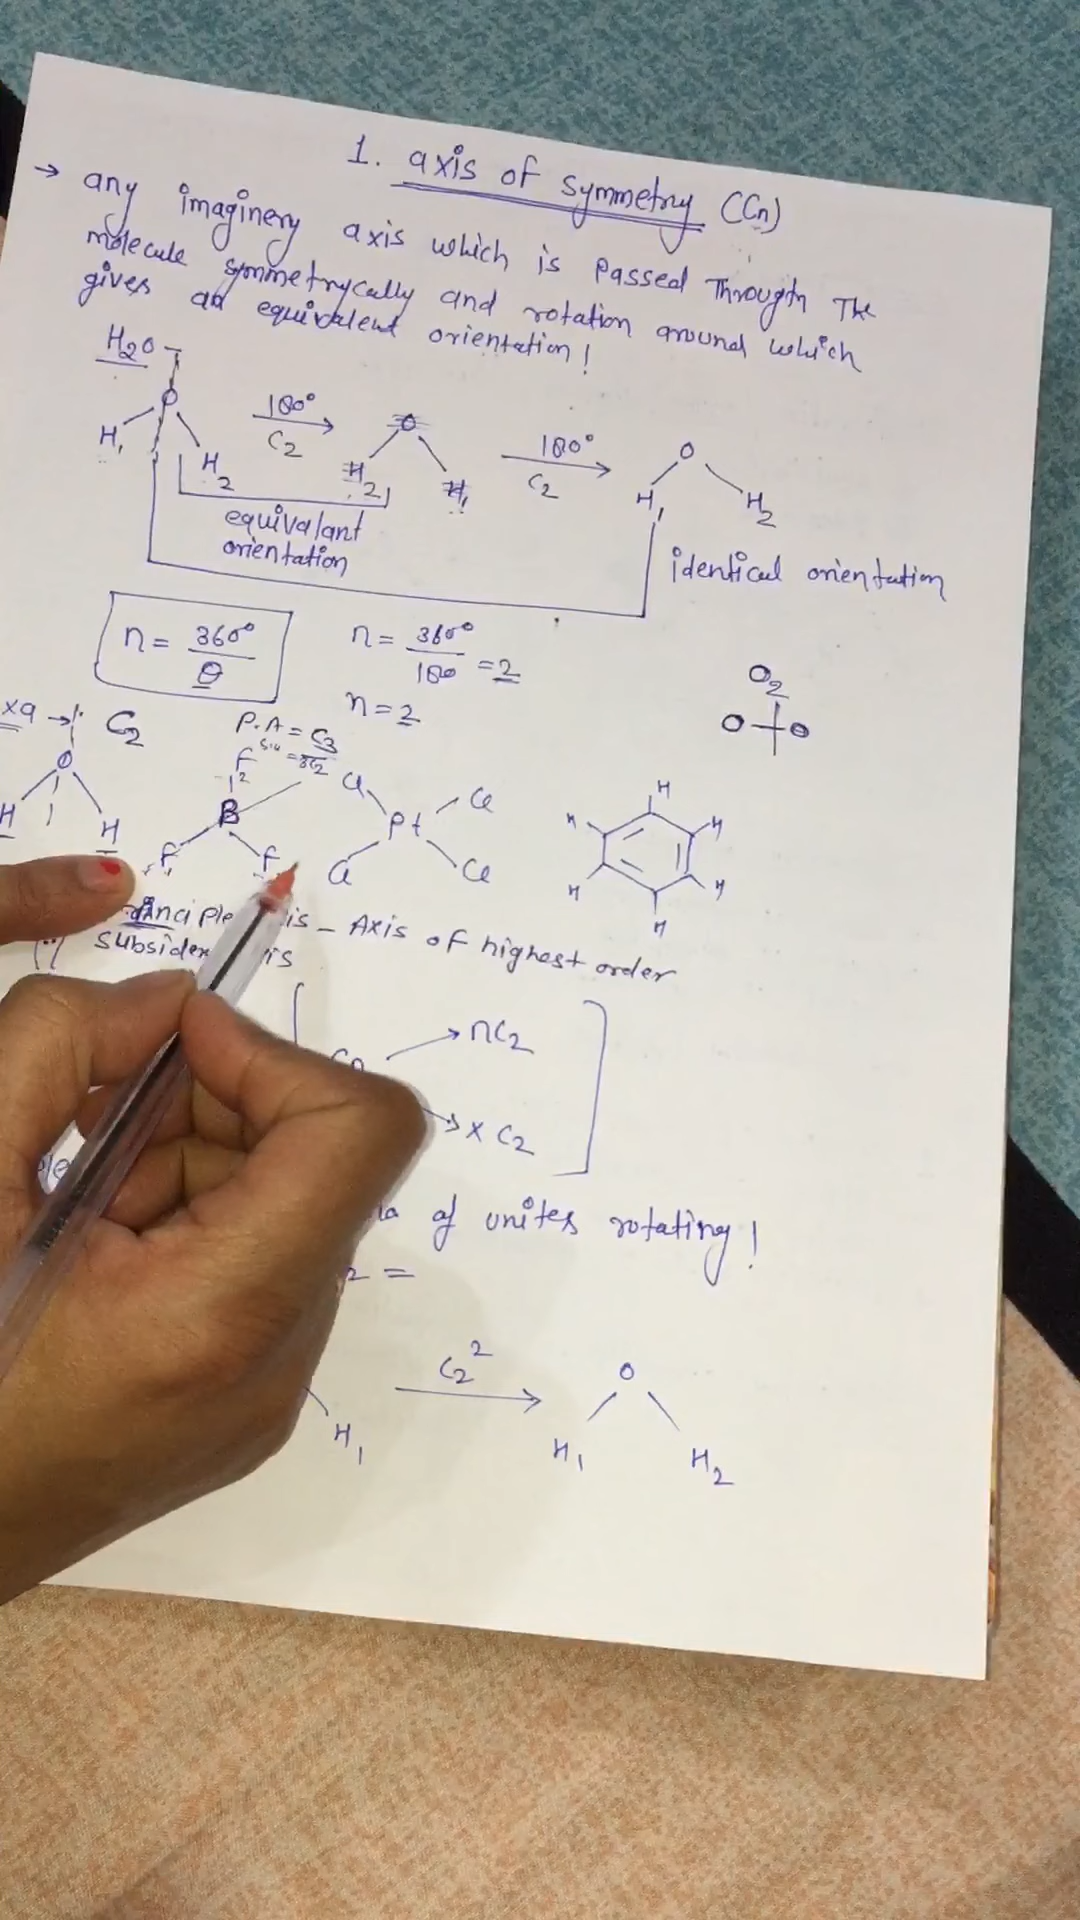 1. axis of symmetry (Cn)
→ any imaginery axis which is passed Through The
molecule symmetrycally and rotation around which
gives an equivalent orientation!
H2O
O
H1 H2
180°
C2
O
H2 H1
180°
C2
O
H1 H2
equivalant
orientation
identical orientation
n = 360° / θ
n = 360° / 180 = 2
n = 2
O2
O O
C2
O
H H
P.A = C3
= 3C2
F
B
F F
Cl Cl
Pt
Cl Cl
H
H H
H H
H
Axis of highest order
nC2
x C2
of unites rotating!
2 =
H1
C2²
O
H1 H2